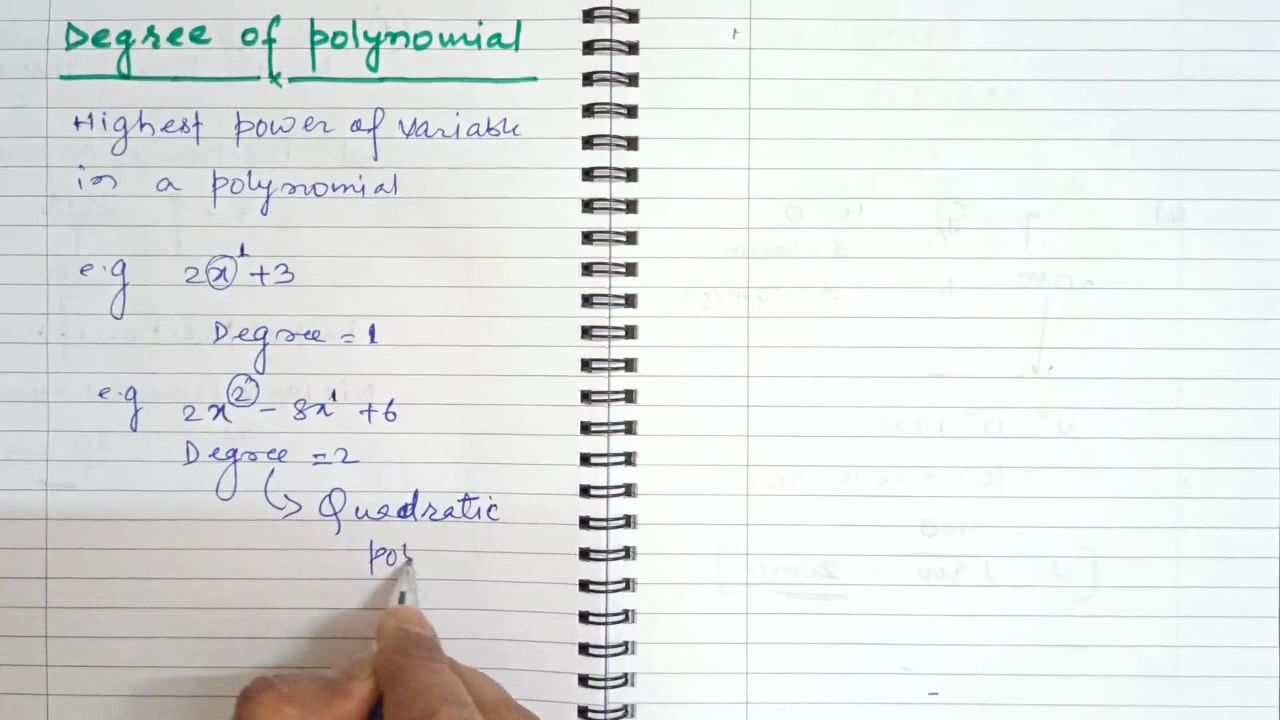 Degree of polynomial
Highest power of variable
in a polynomial
e.g 2x¹+3
Degree = 1
e.g 2x² - 8x¹ + 6
Degree = 2
Quadratic
pol